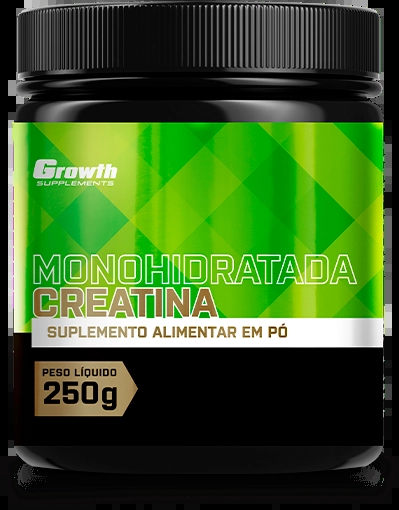 Growth
SUPPLEMENTS
MONOHIDRATADA
CREATINA
SUPLEMENTO ALIMENTAR EM PÓ
PESO LÍQUIDO
250g